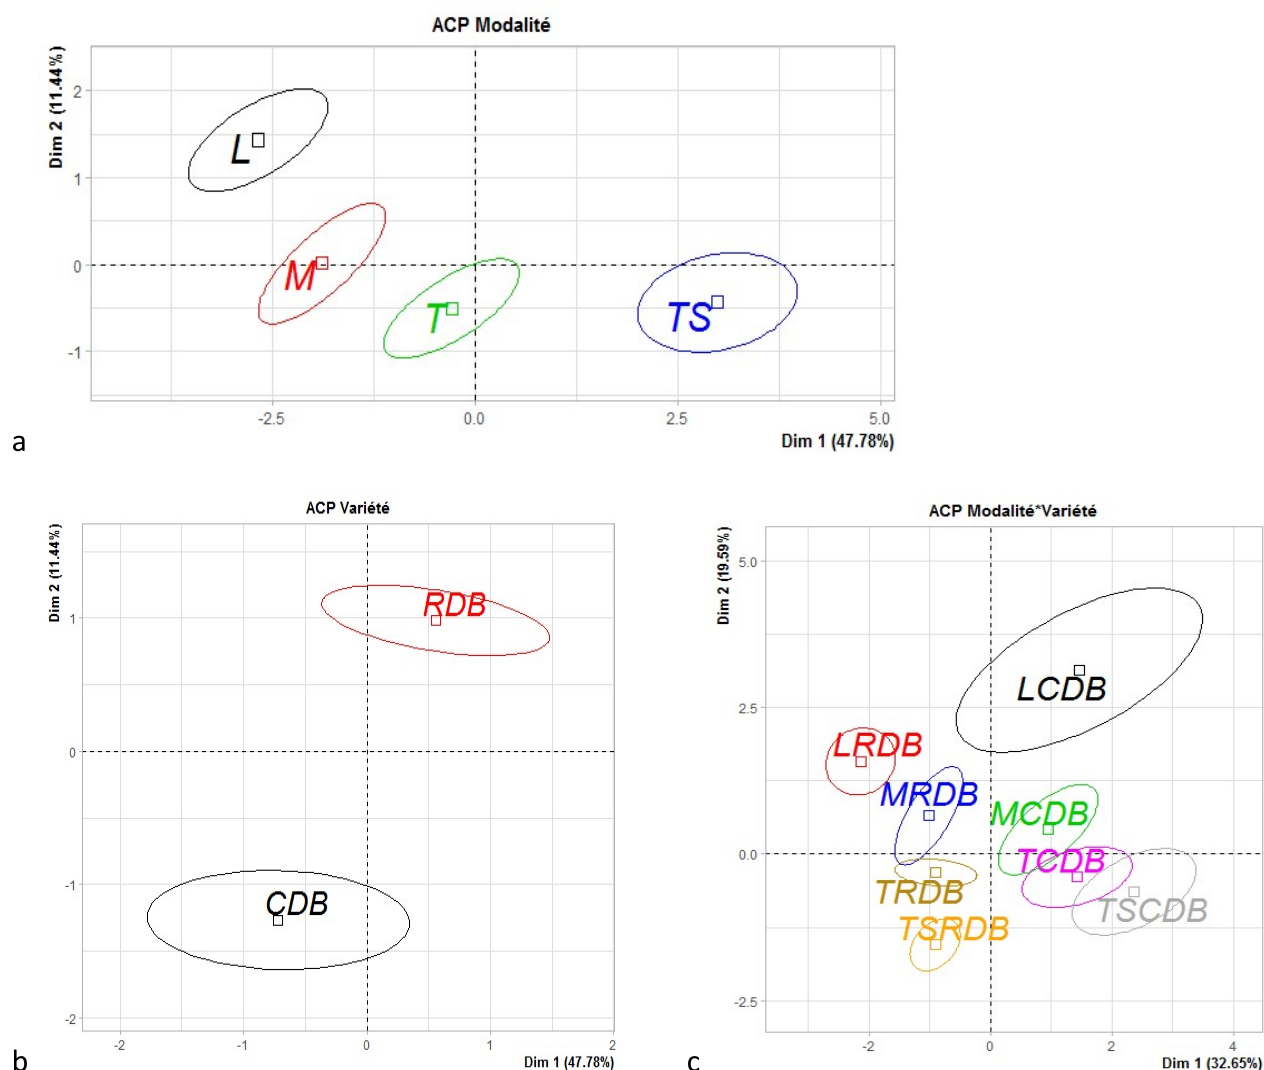 ACP Modalité
Dim 2 (11.44%)
2
1
0
-1
L
M
T
TS
-2.5
0.0
2.5
5.0
Dim 1 (47.78%)
a
ACP Variété
Dim 2 (11.44%)
1
0
-1
-2
RDB
CDB
-2
-1
0
1
2
Dim 1 (47.78%)
b
ACP Modalité*Variété
Dim 2 (19.59%)
5.0
2.5
0.0
-2.5
LCDB
LRDB
MRDB
MCDB
TCDB
TRDB
TSCDB
TSRDB
-2
0
2
4
Dim 1 (32.65%)
c